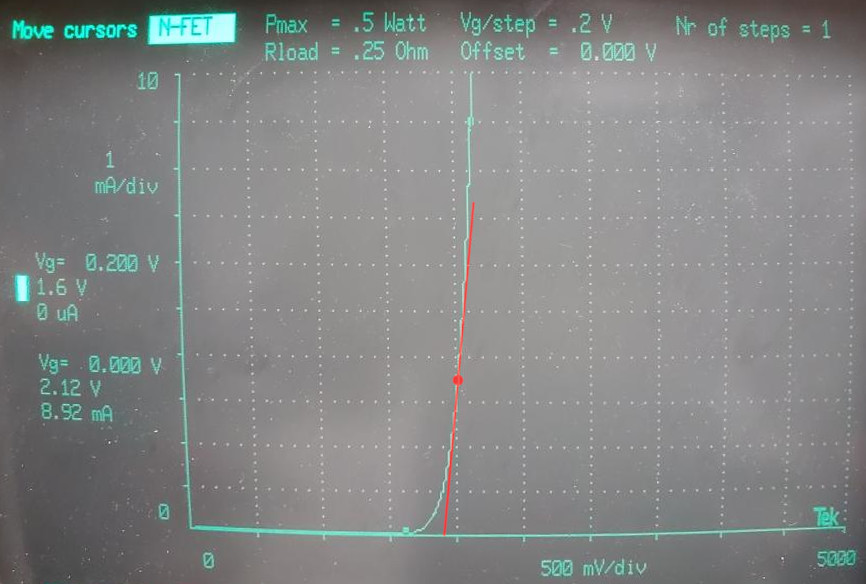 Move cursors N-FET Pmax = .5 Watt Vg/step = .2 V Nr of steps = 1
Rload = .25 Ohm Offset = 0.000 V
10
1
mA/div
Vg= 0.200 V
1.6 V
0 uA
Vg= 0.000 V
2.12 V
8.92 mA
0
Tek
0 500 mV/div 5000